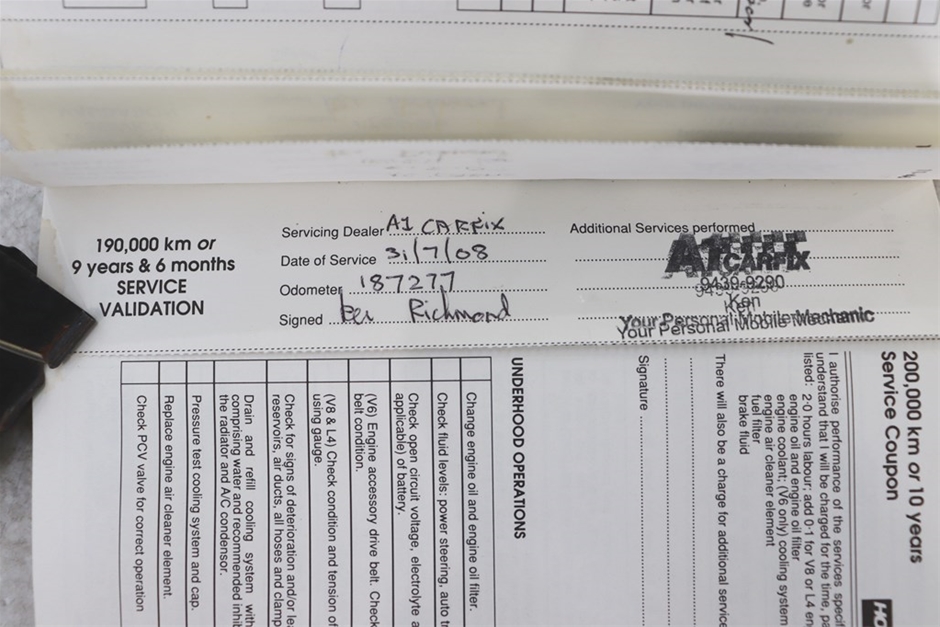 190,000 km or
9 years & 6 months
SERVICE
VALIDATION
Servicing Dealer A1 CARFIX
Date of Service 31/7/08
Odometer 187277
Signed Ken Richmond
Additional Services performed
A1 CARFIX
9439-9290
Ken
Your Personal Mobile Mechanic
200,000 km or 10 years
Service Coupon
I authorise performance of the services
understand that I will be charged for the time,
listed: 2-0 hours labour; add 0-1 for V8 or L4
engine oil and engine oil filter
engine coolant; (V6 only) cooling system
engine air cleaner element
fuel filter
brake fluid
There will also be a charge for additional
Signature
UNDERHOOD OPERATIONS
Change engine oil and engine oil filter.
Check fluid levels: power steering, auto
Check open circuit voltage, electrolyte
applicable) of battery.
(V6) Engine accessory drive belt. Check
belt condition.
(V8 & L4) Check condition and tension of
using gauge.
Check for signs of deterioration and/or
reservoirs, air ducts, all hoses and
Drain and refill cooling system with
comprising water and recommended
the radiator and A/C condensor.
Pressure test cooling system and cap.
Replace engine air cleaner element.
Check PCV valve for correct operation